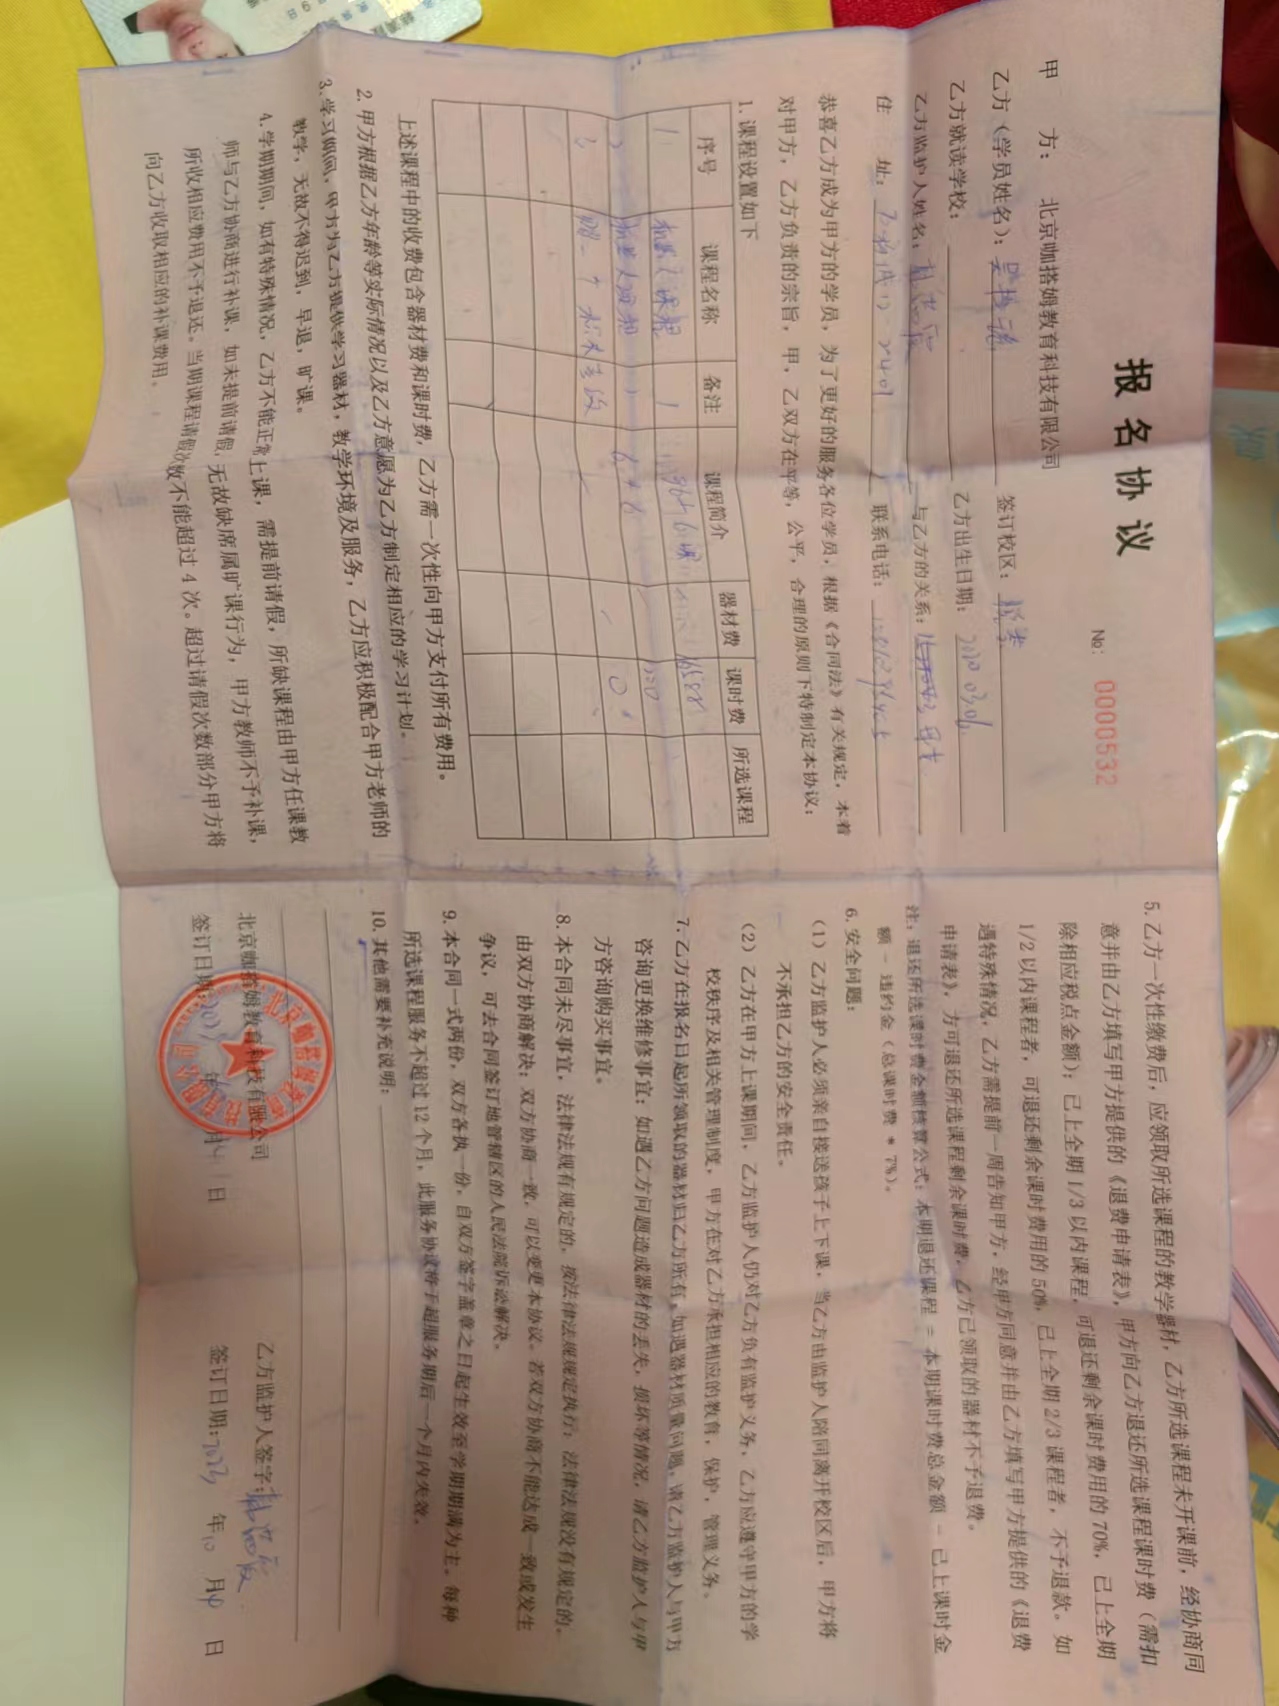 报名协议
№: 0000532
甲 方: 北京咖搭姆教育科技有限公司 签订校区:
乙方（学员姓名）:
乙方就读学校: 乙方出生日期: 2020 03 01
乙方监护人姓名: 与乙方的关系:
住 址: 联系电话:
恭喜乙方成为甲方的学员，为了更好的服务各位学员，根据《合同法》有关规定，本着
对甲方，乙方负责的宗旨，甲，乙双方在平等，公平，合理的原则下特制定本协议：
1. 课程设置如下
序号 课程名称 备注 课程简介 器材费 课时费 所选课程
1 机器人课程 1
2
3
上述课程中的收费包含器材费和课时费，乙方需一次性向甲方支付所有费用。
2. 甲方根据乙方年龄等实际情况以及乙方意愿为乙方制定相应的学习计划。
3. 学习期间，甲方为乙方提供学习器材，教学环境及服务，乙方应积极配合甲方老师的
教学，无故不得迟到，早退，旷课。
4. 学期期间，如有特殊情况，乙方不能正常上课，需提前请假，所缺课程由甲方任课教
师与乙方协商进行补课，如未提前请假，无故缺席属旷课行为，甲方教师不予补课，
所收相应费用不予退还。当期课程请假次数不能超过 4 次。超过请假次数部分甲方将
向乙方收取相应的补课费用。
5. 乙方一次性缴费后，应领取所选课程的教学器材，乙方所选课程未开课前，经协商同
意并由乙方填写甲方提供的《退费申请表》，甲方向乙方退还所选课程课时费（需扣
除相应税点金额）；已上全期 1/3 以内课程，可退还剩余课时费用的 70%，已上全期
1/2 以内课程者，可退还剩余课时费用的 50%，已上全期 2/3 课程者，不予退款。如
遇特殊情况，乙方需提前一周告知甲方，经甲方同意并由乙方填写甲方提供的《退费
申请表》，方可退还所选课程剩余课时费，乙方已领取的器材不予退费。
注：退还所选课时费金额核算公式：本期退还课程 = 本期课时费总金额 - 已上课时金
额 - 违约金（总课时费 * 7%）。
6. 安全问题：
（1）乙方监护人必须亲自接送孩子上下课，当乙方由监护人陪同离开校区后，甲方将
不承担乙方的安全责任。
（2）乙方在甲方上课期间，乙方监护人仍对乙方负有监护义务，乙方应遵守甲方的学
校秩序及相关管理制度，甲方在对乙方承担相应的教育，保护，管理义务。
7. 乙方在报名日起所领取的器材归乙方所有，如遇器材质量问题，请乙方监护人与甲方
咨询更换维修事宜；如遇乙方问题造成器材的丢失，损坏等情况，请乙方监护人与甲
方咨询购买事宜。
8. 本合同未尽事宜，法律法规有规定的，按法律法规规定执行；法律法规没有规定的，
由双方协商解决；双方协商一致，可以变更本协议。若双方协商不能达成一致或发生
争议，可去合同签订地管辖区的人民法院诉讼解决。
9. 本合同一式两份，双方各执一份，自双方签字盖章之日起生效至学期期满为主，每种
所选课程服务不超过 12 个月，此服务协议将于超服务期后一个月内失效。
10. 其他需要补充说明：
北京咖搭姆教育科技有限公司 乙方监护人签字:
签订日期: 2023 年 月 日 签订日期: 2023 年 10 月 日